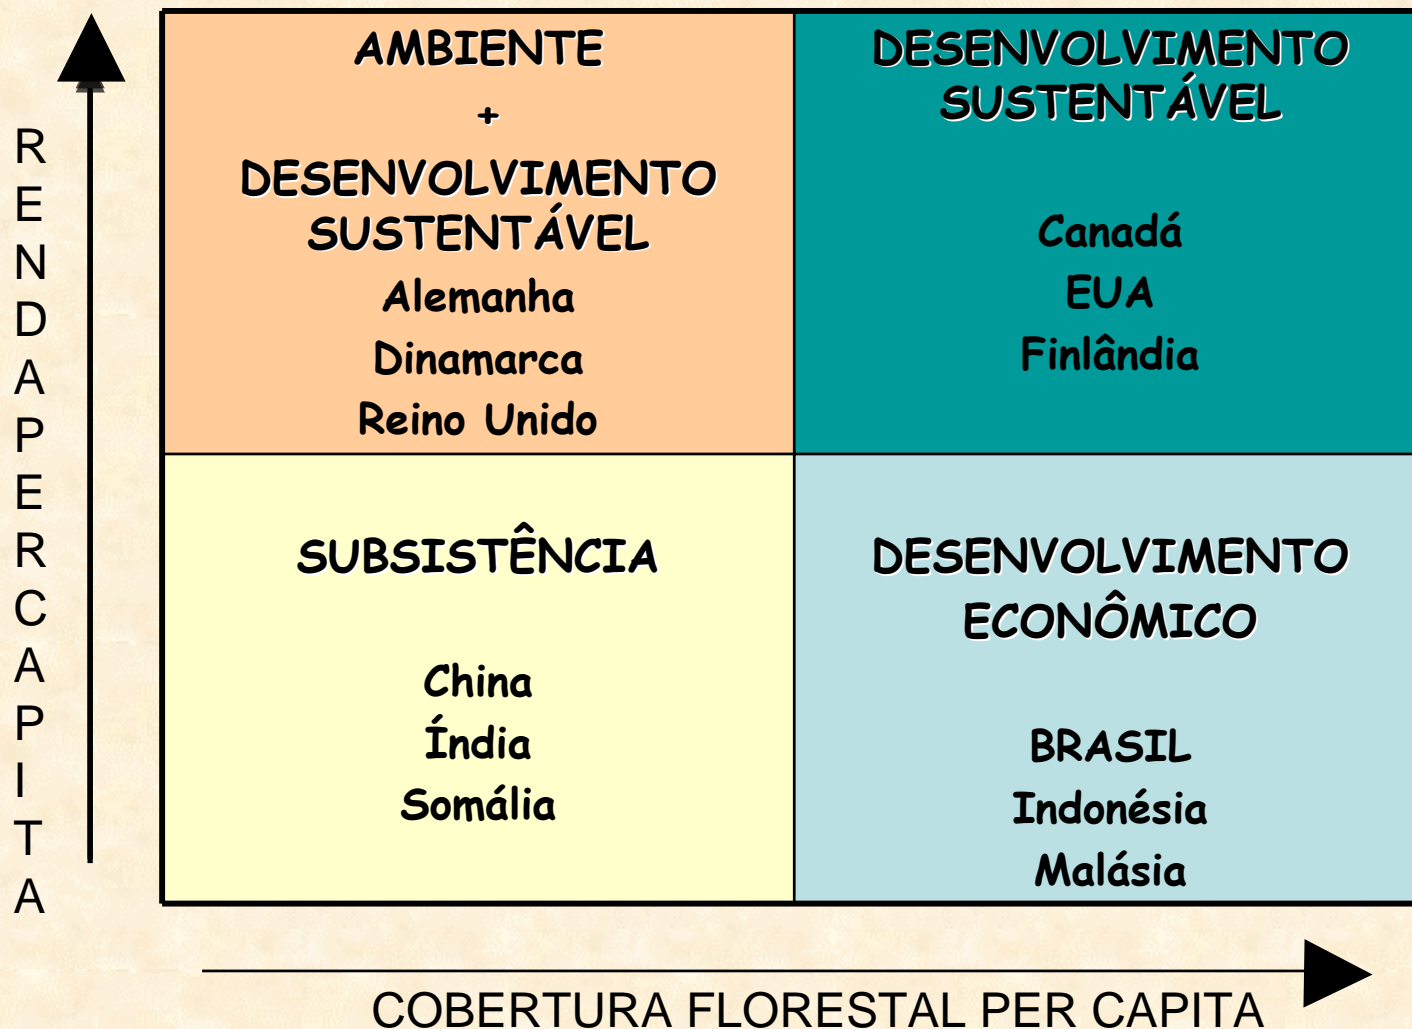 RENDAPERCAPITA
AMBIENTE
+
DESENVOLVIMENTO
SUSTENTÁVEL
Alemanha
Dinamarca
Reino Unido
DESENVOLVIMENTO
SUSTENTÁVEL
Canadá
EUA
Finlândia
SUBSISTÊNCIA
China
Índia
Somália
DESENVOLVIMENTO
ECONÔMICO
BRASIL
Indonésia
Malásia
COBERTURA FLORESTAL PER CAPITA